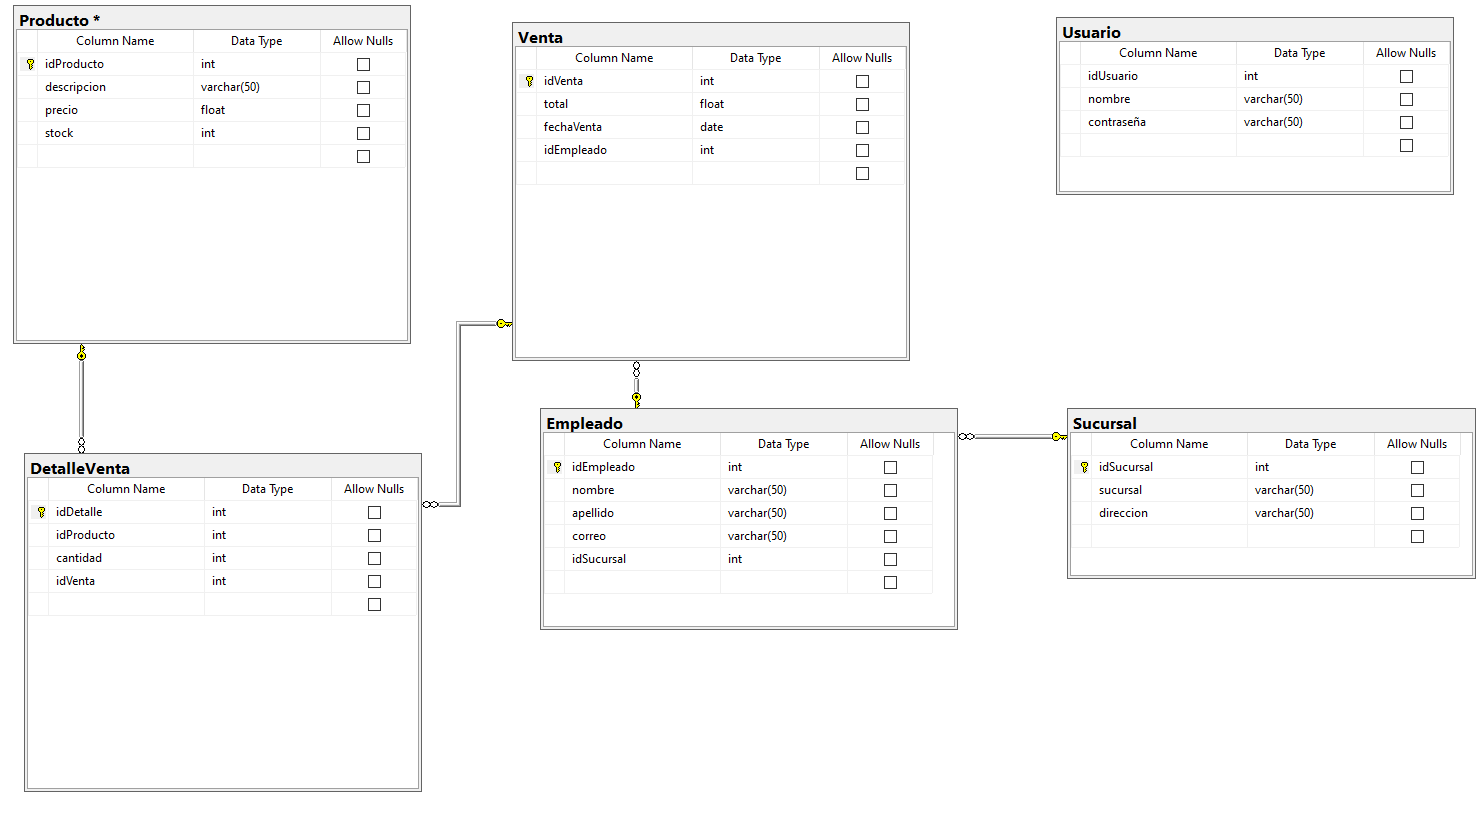 Producto *
Column Name Data Type Allow Nulls
idProducto int
descripcion varchar(50)
precio float
stock int
Venta
Column Name Data Type Allow Nulls
idVenta int
total float
fechaVenta date
idEmpleado int
Usuario
Column Name Data Type Allow Nulls
idUsuario int
nombre varchar(50)
contraseña varchar(50)
DetalleVenta
Column Name Data Type Allow Nulls
idDetalle int
idProducto int
cantidad int
idVenta int
Empleado
Column Name Data Type Allow Nulls
idEmpleado int
nombre varchar(50)
apellido varchar(50)
correo varchar(50)
idSucursal int
Sucursal
Column Name Data Type Allow Nulls
idSucursal int
sucursal varchar(50)
direccion varchar(50)